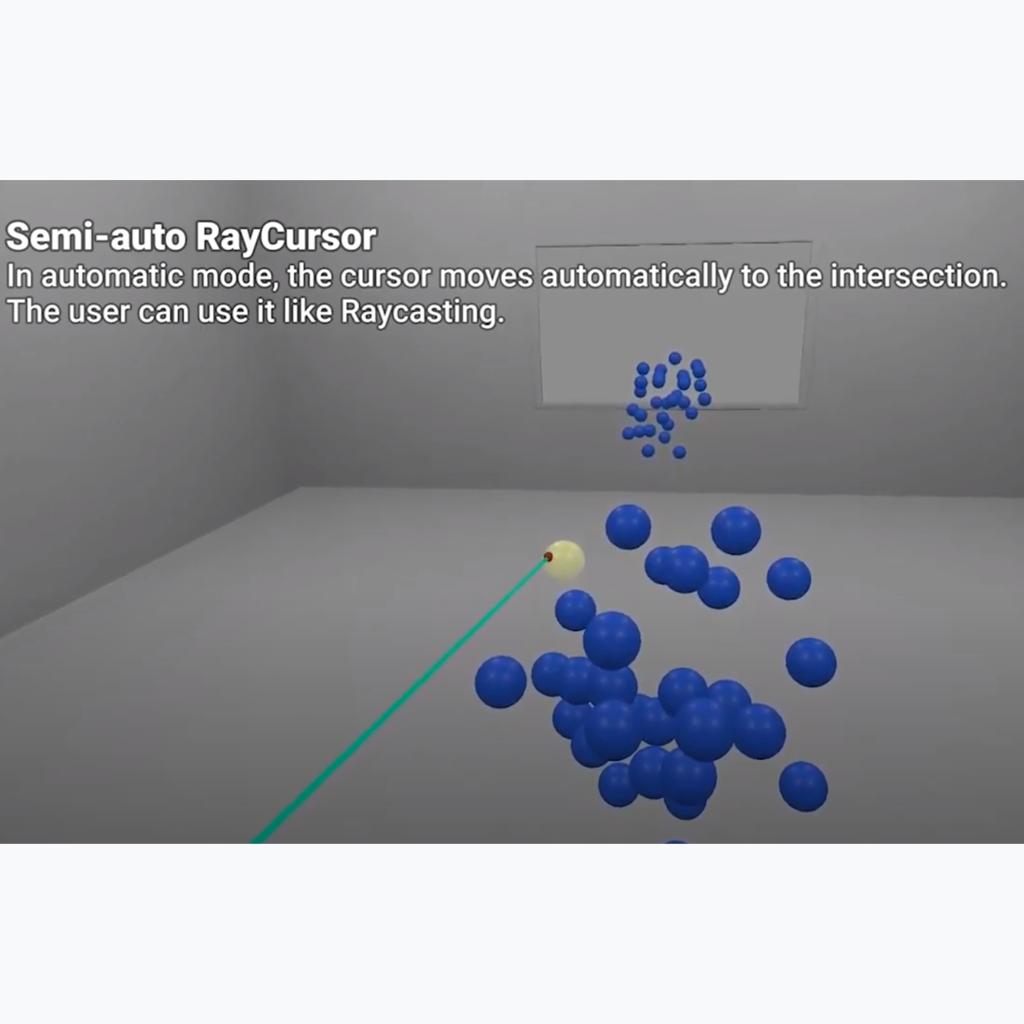 Semi-auto RayCursor
In automatic mode, the cursor moves automatically to the intersection.
The user can use it like Raycasting.